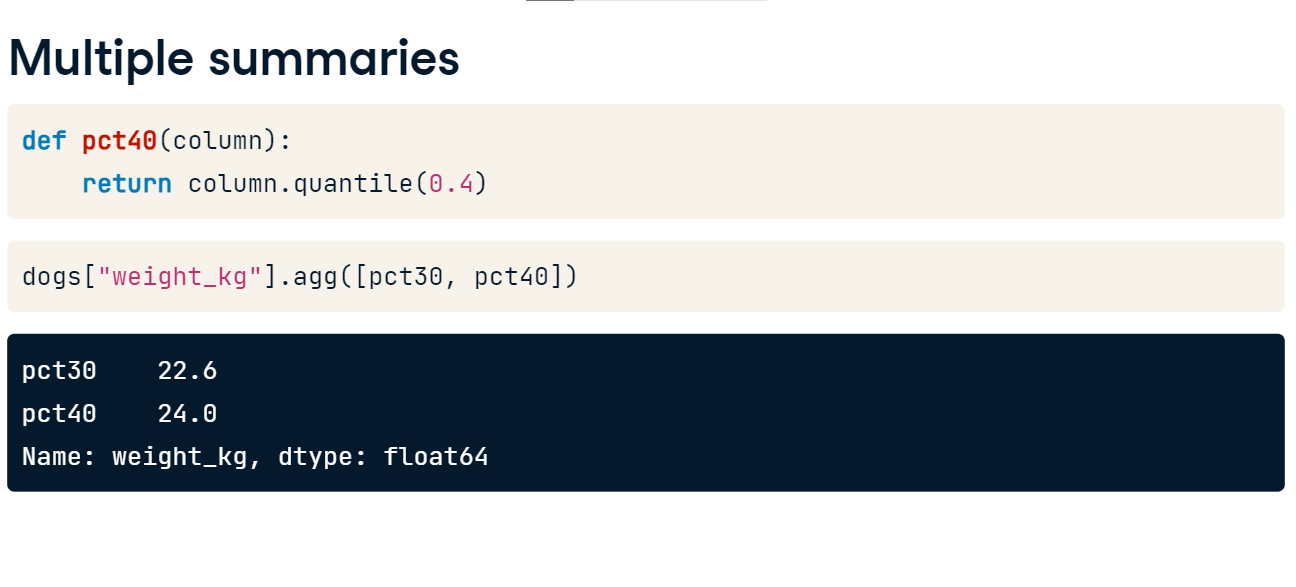 Multiple summaries
def pct40(column):
    return column.quantile(0.4)
dogs["weight_kg"].agg([pct30, pct40])
pct30    22.6
pct40    24.0
Name: weight_kg, dtype: float64